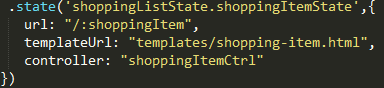 .state('shoppingListState.shoppingItemState',{
url: "/:shoppingItem",
templateUrl: "templates/shopping-item.html",
controller: "shoppingItemCtrl"
})